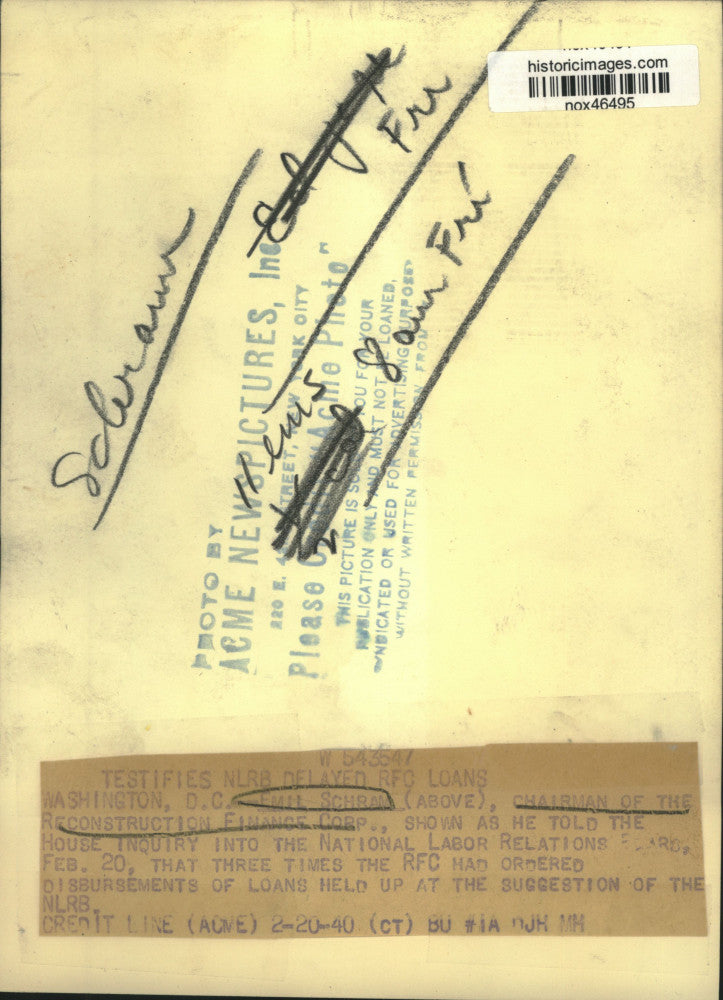 historicimages.com
nox46495
Schram
Fri
8am Fri
PHOTO BY
ACME NEWSPICTURES, Inc
220 E. STREET, NEW YORK CITY
Please "Acme Photo"
THIS PICTURE IS YOU FOR YOUR
PUBLICATION ONLY AND MUST NOT LOANED,
SYNDICATED OR USED FOR ADVERTISING PURPOSES
WITHOUT WRITTEN PERMISSION FROM
W 543547
TESTIFIES NLRB DELAYED RFC LOANS
WASHINGTON, D.C. EMIL SCHRAM (ABOVE), CHAIRMAN OF THE
RECONSTRUCTION FINANCE CORP., SHOWN AS HE TOLD THE
HOUSE INQUIRY INTO THE NATIONAL LABOR RELATIONS BOARD,
FEB. 20, THAT THREE TIMES THE RFC HAD ORDERED
DISBURSEMENTS OF LOANS HELD UP AT THE SUGGESTION OF THE
NLRB.
CREDIT LINE (ACME) 2-20-40 (CT) BU #1A DJH MH